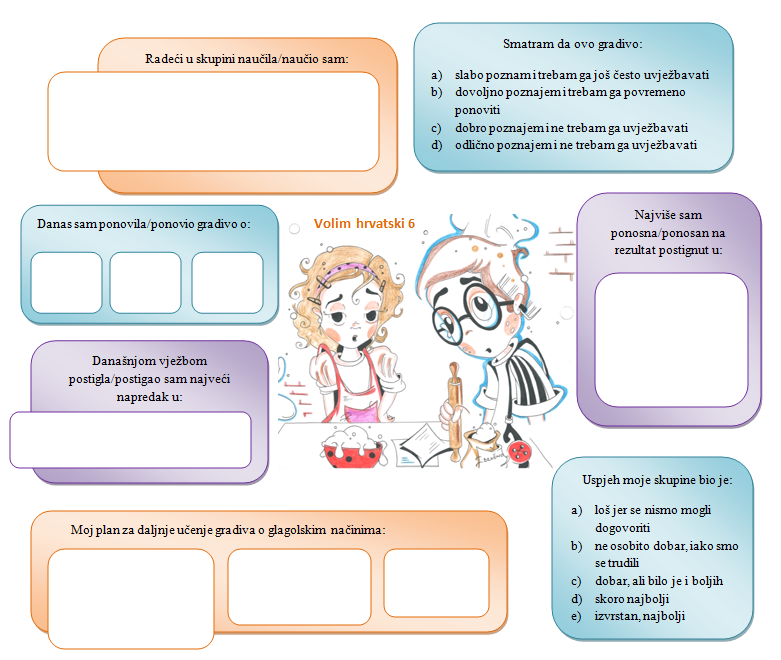 Radeći u skupini naučila/naučio sam:
Smatram da ovo gradivo:
a) slabo poznam i trebam ga još često uvježbavati
b) dovoljno poznajem i trebam ga povremeno
ponoviti
c) dobro poznajem i ne trebam ga uvježbavati
d) odlično poznajem i ne trebam ga uvježbavati
Danas sam ponovila/ponovio gradivo o:
Volim hrvatski 6
Najviše sam
ponosna/ponosan na
rezultat postignut u:
Današnjom vježbom
postigla/postigao sam najveći
napredak u:
Uspjeh moje skupine bio je:
a) loš jer se nismo mogli
dogovoriti
b) ne osobito dobar, iako smo
se trudili
c) dobar, ali bilo je i boljih
d) skoro najbolji
e) izvrstan, najbolji
Moj plan za daljnje učenje gradiva o glagolskim načinima: